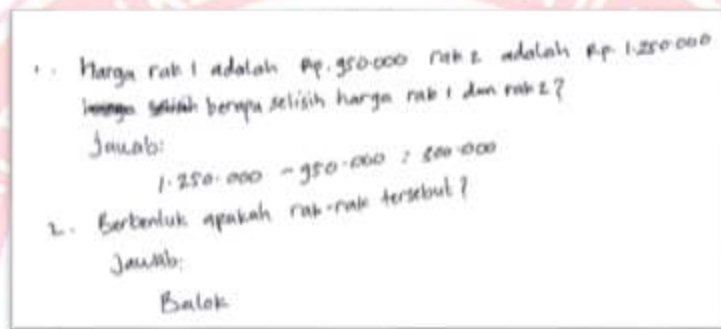 1. Harga rak 1 adalah Rp. 950.000 rak 2 adalah Rp. 1.250.000
berapa selisih harga rak 1 dan rak 2?
Jawab:
1.250.000 - 950.000 = 300.000
2. Berbentuk apakah rak-rak tersebut?
Jawab:
Balok